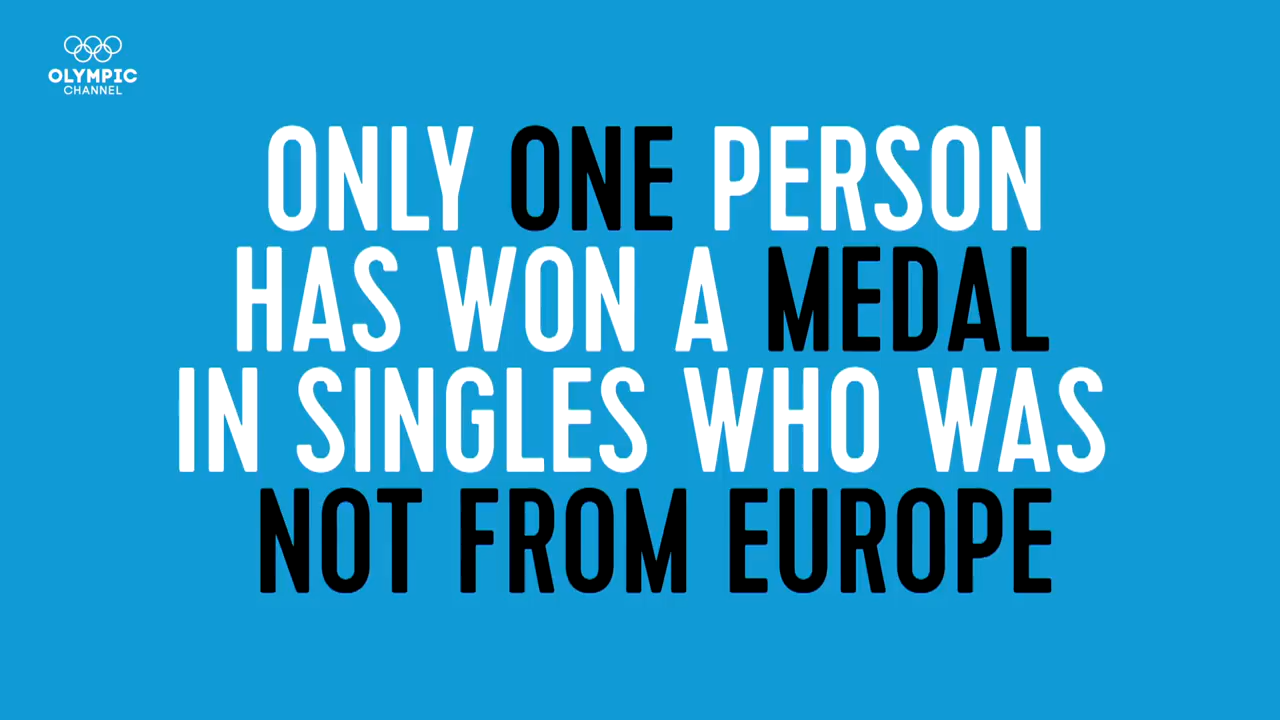 OLYMPIC
CHANNEL
ONLY ONE PERSON
HAS WON A MEDAL
IN SINGLES WHO WAS
NOT FROM EUROPE